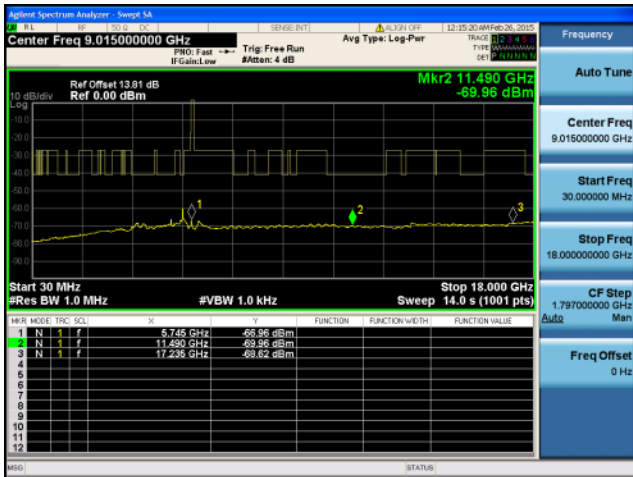 Agilent Spectrum Analyzer - Swept SA
RL RF 50 Ω DC SENSE:INT ALIGN OFF 12:15:20 AM Feb 26, 2015
Center Freq 9.015000000 GHz
PNO: Fast
IFGain:Low
Trig: Free Run
#Atten: 4 dB
Avg Type: Log-Pwr
TRACE 1 2 3 4 5 6
TYPE
DET P N N N N N
Mkr2 11.490 GHz
-69.96 dBm
Ref Offset 13.81 dB
10 dB/div Ref 0.00 dBm
Log
-10.0
-20.0
-30.0
-40.0
-50.0
-60.0
-70.0
-80.0
-90.0
1
2
3
Start 30 MHz Stop 18.000 GHz
#Res BW 1.0 MHz #VBW 1.0 kHz Sweep 14.0 s (1001 pts)
MKR MODE TRC SCL X Y FUNCTION FUNCTION WIDTH FUNCTION VALUE
1 N 1 f 5.745 GHz -66.96 dBm
2 N 1 f 11.490 GHz -69.96 dBm
3 N 1 f 17.235 GHz -68.62 dBm
4
5
6
7
8
9
10
11
12
MSG STATUS
Frequency
Auto Tune
Center Freq
9.015000000 GHz
Start Freq
30.000000 MHz
Stop Freq
18.000000000 GHz
CF Step
1.797000000 GHz
Auto Man
Freq Offset
0 Hz